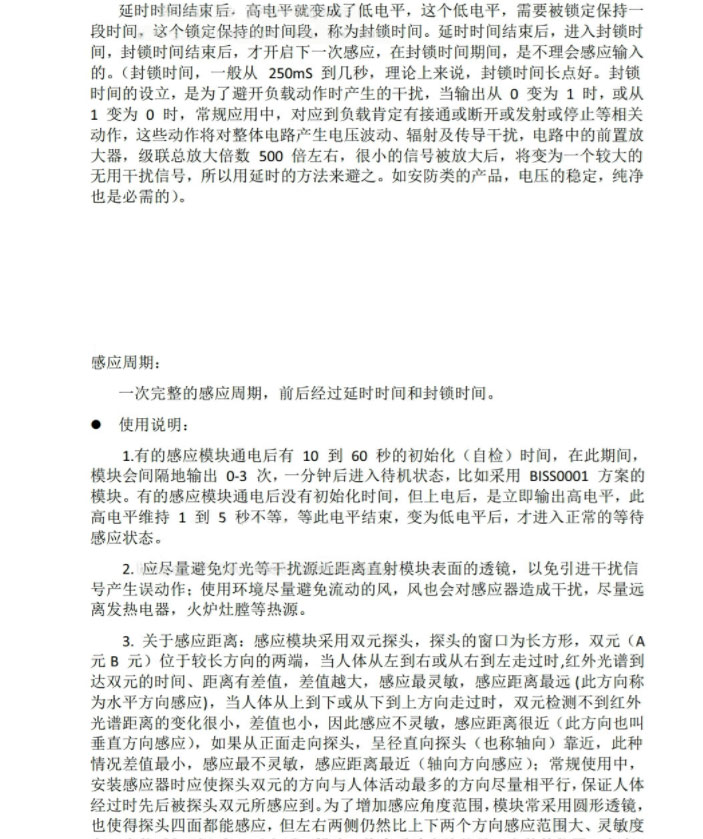 延时时间结束后，高电平就变成了低电平，这个低电平，需要被锁定保持一
段时间，这个锁定保持的时间段，称为封锁时间。延时时间结束后，进入封锁时
间，封锁时间结束后，才开启下一次感应，在封锁时间期间，是不理会感应输入
的。（封锁时间，一般从 250mS 到几秒，理论上来说，封锁时间长点好。封锁
时间的设立，是为了避开负载动作时产生的干扰，当输出从 0 变为 1 时，或从
1 变为 0 时，常规应用中，对应到负载肯定有接通或断开或发射或停止等相关
动作，这些动作将对整体电路产生电压波动、辐射及传导干扰，电路中的前置放
大器，级联总放大倍数 500 倍左右，很小的信号被放大后，将变为一个较大的
无用干扰信号，所以用延时的方法来避之。如安防类的产品，电压的稳定，纯净
也是必需的）。
感应周期：
一次完整的感应周期，前后经过延时时间和封锁时间。
● 使用说明：
1.有的感应模块通电后有 10 到 60 秒的初始化（自检）时间，在此期间，
模块会间隔地输出 0-3 次，一分钟后进入待机状态，比如采用 BISS0001 方案的
模块。有的感应模块通电后没有初始化时间，但上电后，是立即输出高电平，此
高电平维持 1 到 5 秒不等，等此电平结束，变为低电平后，才进入正常的等待
感应状态。
2. 应尽量避免灯光等干扰源近距离直射模块表面的透镜，以免引进干扰信
号产生误动作；使用环境尽量避免流动的风，风也会对感应器造成干扰，尽量远
离发热电器，火炉灶膛等热源。
3. 关于感应距离：感应模块采用双元探头，探头的窗口为长方形，双元（A
元 B 元）位于较长方向的两端，当人体从左到右或从右到左走过时,红外光谱到
达双元的时间、距离有差值，差值越大，感应最灵敏，感应距离最远（此方向称
为水平方向感应），当人体从上到下或从下到上方向走过时，双元检测不到红外
光谱距离的变化很小，差值也小，因此感应不灵敏，感应距离很近（此方向也叫
垂直方向感应），如果从正面走向探头，呈径直向探头（也称轴向）靠近，此种
情况差值最小，感应最不灵敏，感应距离最近（轴向方向感应）；常规使用中，
安装感应器时应使探头双元的方向与人体活动最多的方向尽量相平行，保证人体
经过时先后被探头双元所感应到。为了增加感应角度范围，模块常采用圆形透镜，
也使得探头四面都能感应，但左右两侧仍然比上下两个方向感应范围大、灵敏度